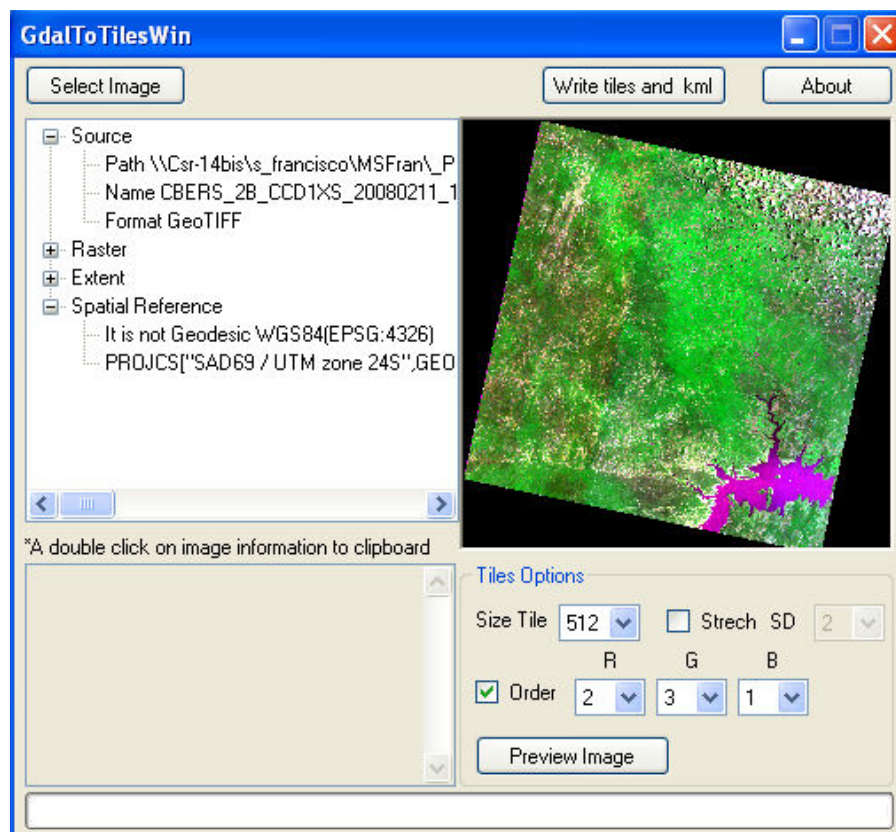 GdalToTilesWin
Select Image
Write tiles and kml
About
Source
Path \\Csr-14bis\s_francisco\MSFran\_P
Name CBERS_2B_CCD1XS_20080211_1
Format GeoTIFF
Raster
Extent
Spatial Reference
It is not Geodesic WGS84(EPSG:4326)
PROJCS["SAD69 / UTM zone 24S",GEO
*A double click on image information to clipboard
Tiles Options
Size Tile 512 Strech SD 2
R G B
Order 2 3 1
Preview Image